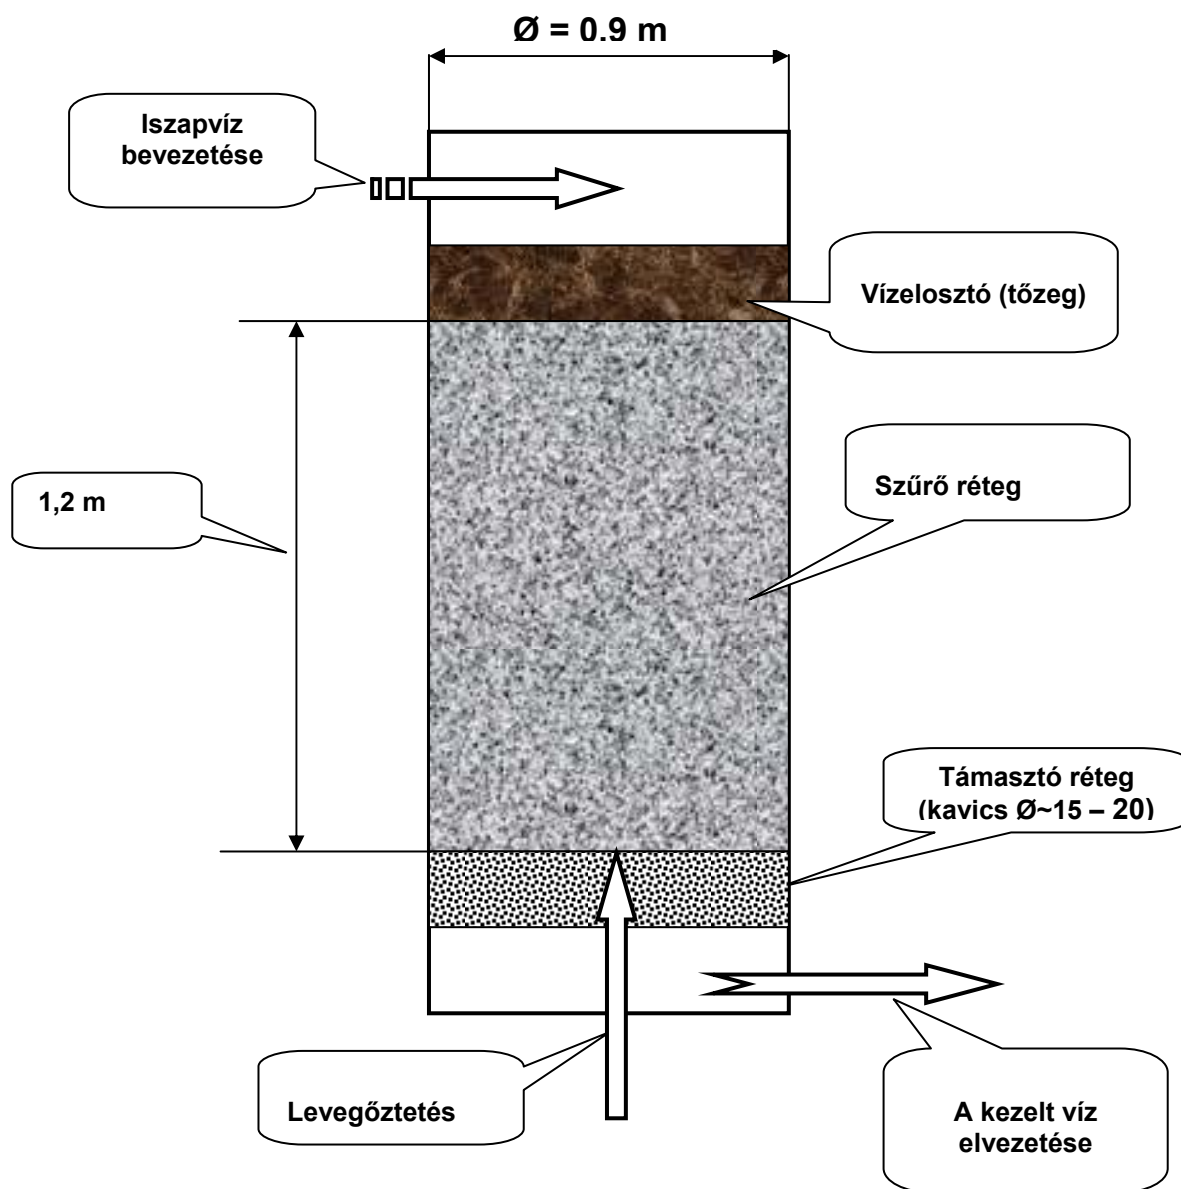 Ø = 0.9 m
Iszapvíz
bevezetése
Vízelosztó (tőzeg)
Szűrő réteg
1,2 m
Támasztó réteg
(kavics Ø~15 – 20)
Levegőztetés
A kezelt víz
elvezetése